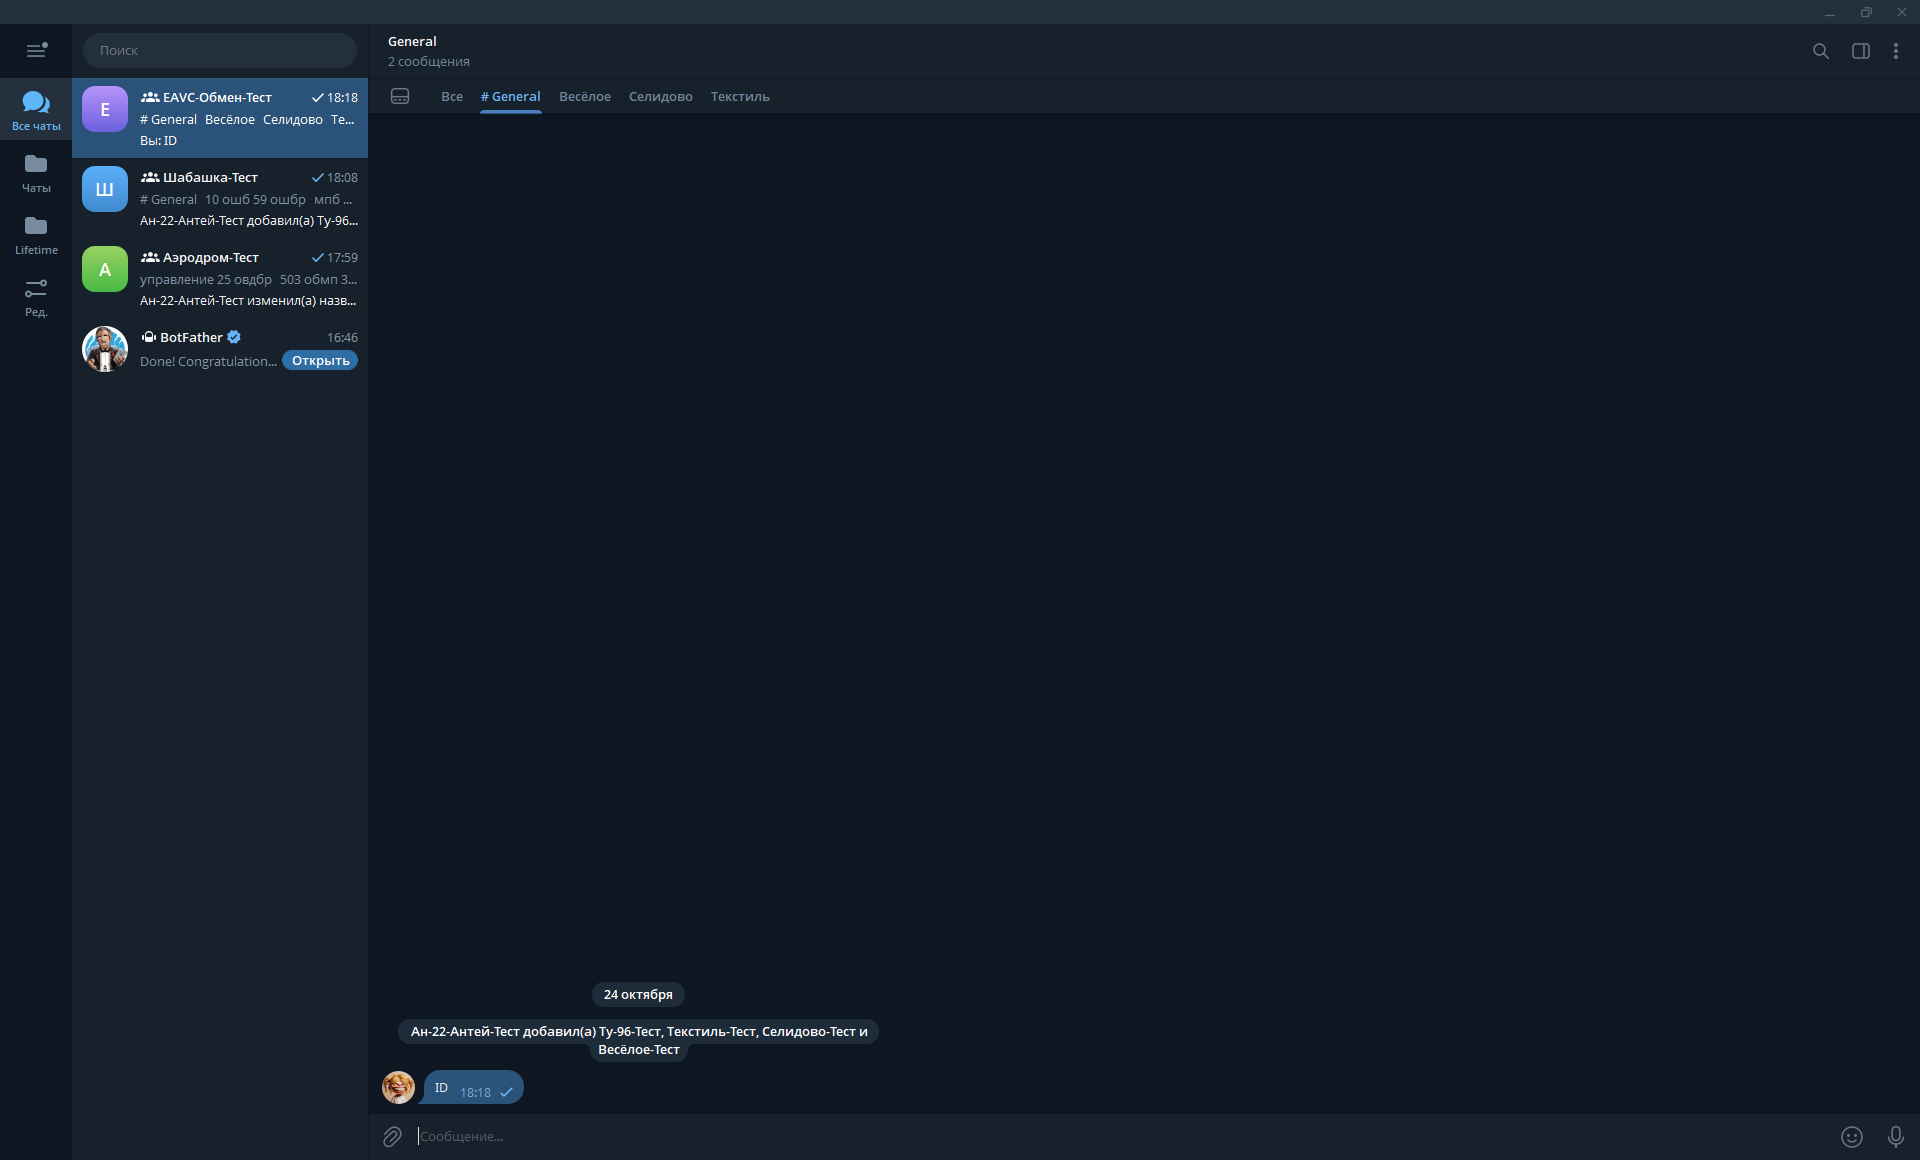 Поиск
Все чаты
Чаты
Lifetime
Ред.
E
EAVC-Обмен-Тест
18:18
# General Весёлое Селидово Те...
Вы: ID
Ш
Шабашка-Тест
18:08
# General 10 ошб 59 ошбр мпб ...
Ан-22-Антей-Тест добавил(а) Ту-96...
А
Аэродром-Тест
17:59
управление 25 овдбр 503 обмп 3...
Ан-22-Антей-Тест изменил(а) назв...
BotFather
16:46
Done! Congratulation...
Открыть
General
2 сообщения
Все # General Весёлое Селидово Текстиль
24 октября
Ан-22-Антей-Тест добавил(а) Ту-96-Тест, Текстиль-Тест, Селидово-Тест и
Весёлое-Тест
ID 18:18
Сообщение...